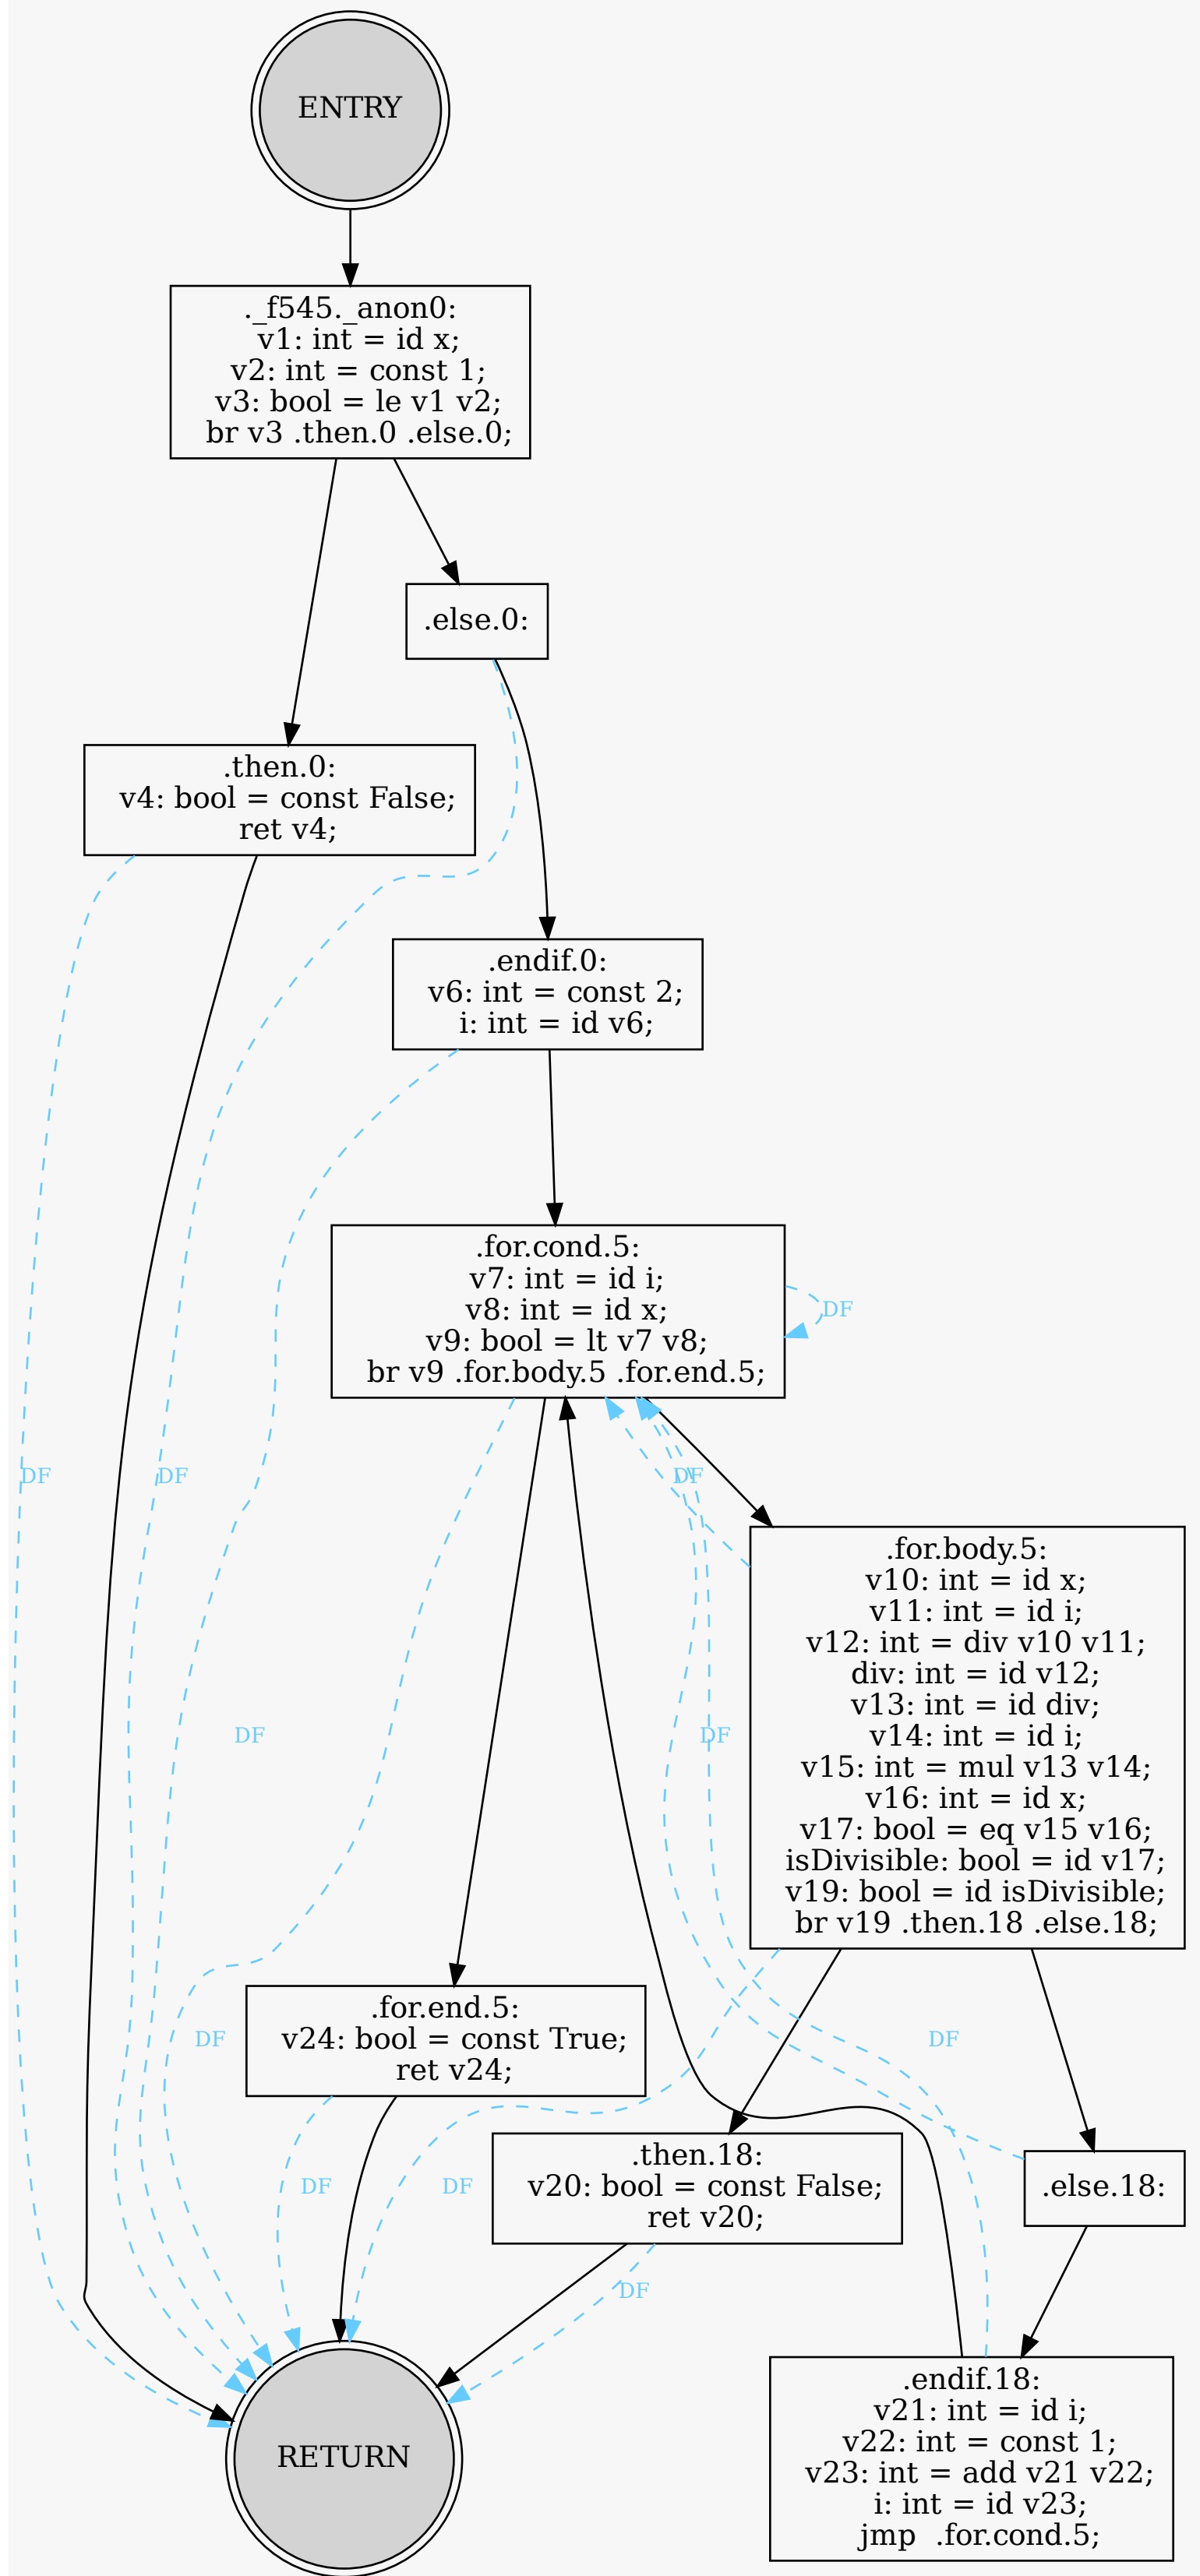 ENTRY
._f545._anon0:
v1: int = id x;
v2: int = const 1;
v3: bool = le v1 v2;
br v3 .then.0 .else.0;
.else.0:
.then.0:
v4: bool = const False;
ret v4;
.endif.0:
v6: int = const 2;
i: int = id v6;
.for.cond.5:
v7: int = id i;
v8: int = id x;
v9: bool = lt v7 v8;
br v9 .for.body.5 .for.end.5;
DF
DF
DF
DF
.for.body.5:
v10: int = id x;
v11: int = id i;
v12: int = div v10 v11;
div: int = id v12;
v13: int = id div;
v14: int = id i;
v15: int = mul v13 v14;
v16: int = id x;
v17: bool = eq v15 v16;
isDivisible: bool = id v17;
v19: bool = id isDivisible;
br v19 .then.18 .else.18;
DF
DF
.for.end.5:
v24: bool = const True;
ret v24;
DF
DF
.then.18:
v20: bool = const False;
ret v20;
.else.18:
DF
DF
DF
.endif.18:
v21: int = id i;
v22: int = const 1;
v23: int = add v21 v22;
i: int = id v23;
jmp  .for.cond.5;
RETURN